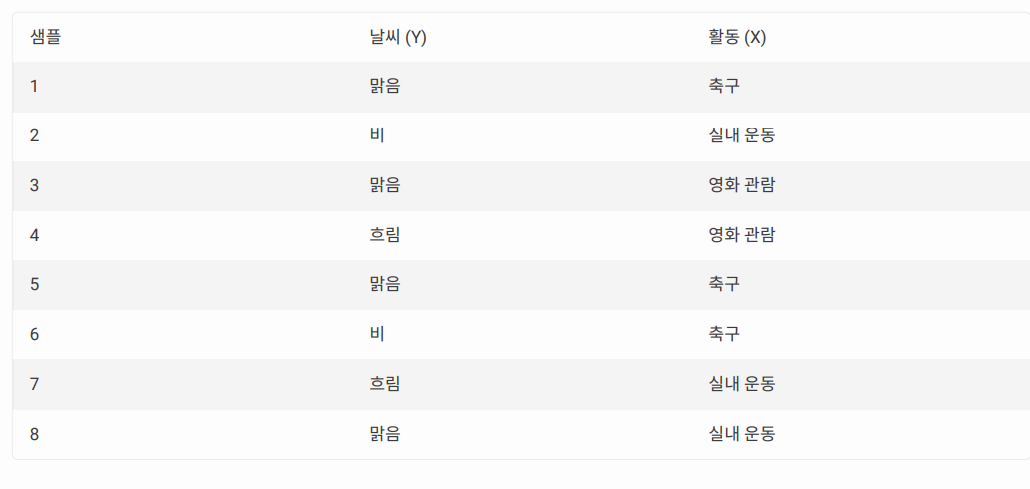 샘플 날씨 (Y) 활동 (X)
1 맑음 축구
2 비 실내 운동
3 맑음 영화 관람
4 흐림 영화 관람
5 맑음 축구
6 비 축구
7 흐림 실내 운동
8 맑음 실내 운동